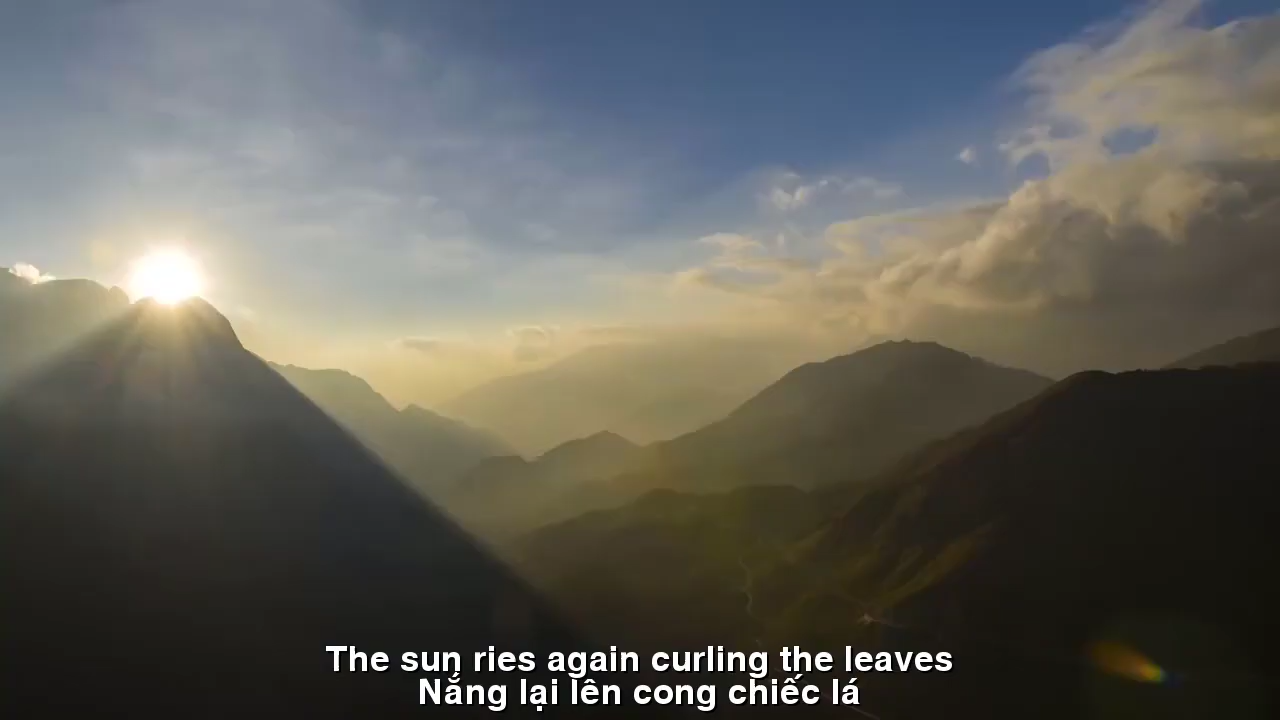 The sun ries again curling the leaves
Nắng lại lên cong chiếc lá